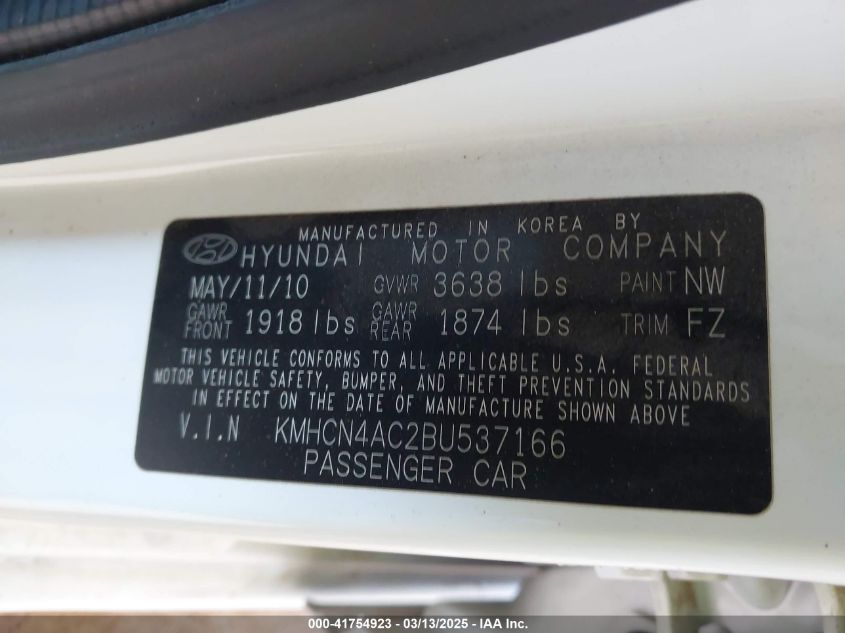 MANUFACTURED IN KOREA BY
HYUNDAI MOTOR COMPANY
MAY/11/10 GVWR 3638 lbs PAINT NW
GAWR FRONT 1918 lbs GAWR REAR 1874 lbs TRIM FZ
THIS VEHICLE CONFORMS TO ALL APPLICABLE U.S.A. FEDERAL
MOTOR VEHICLE SAFETY, BUMPER, AND THEFT PREVENTION STANDARDS
IN EFFECT ON THE DATE OF MANUFACTURE SHOWN ABOVE
V.I.N KMHCN4AC2BU537166
PASSENGER CAR
000-41754923 - 03/13/2025 - IAAI.com